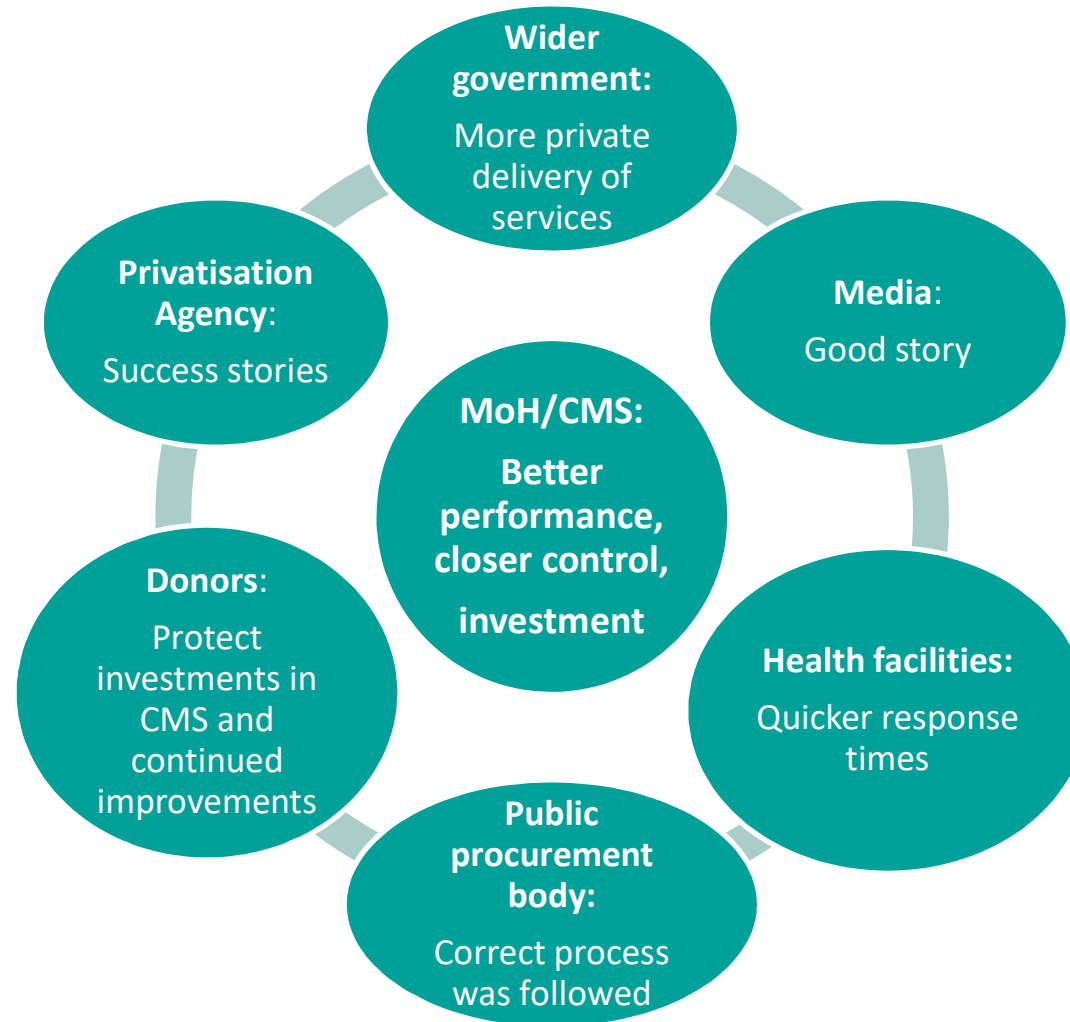 Wider
government:
More private
delivery of
services
Media:
Good story
Health facilities:
Quicker response
times
Public
procurement
body:
Correct process
was followed
Donors:
Protect
investments in
CMS and
continued
improvements
Privatisation
Agency:
Success stories
MoH/CMS:
Better
performance,
closer control,
investment